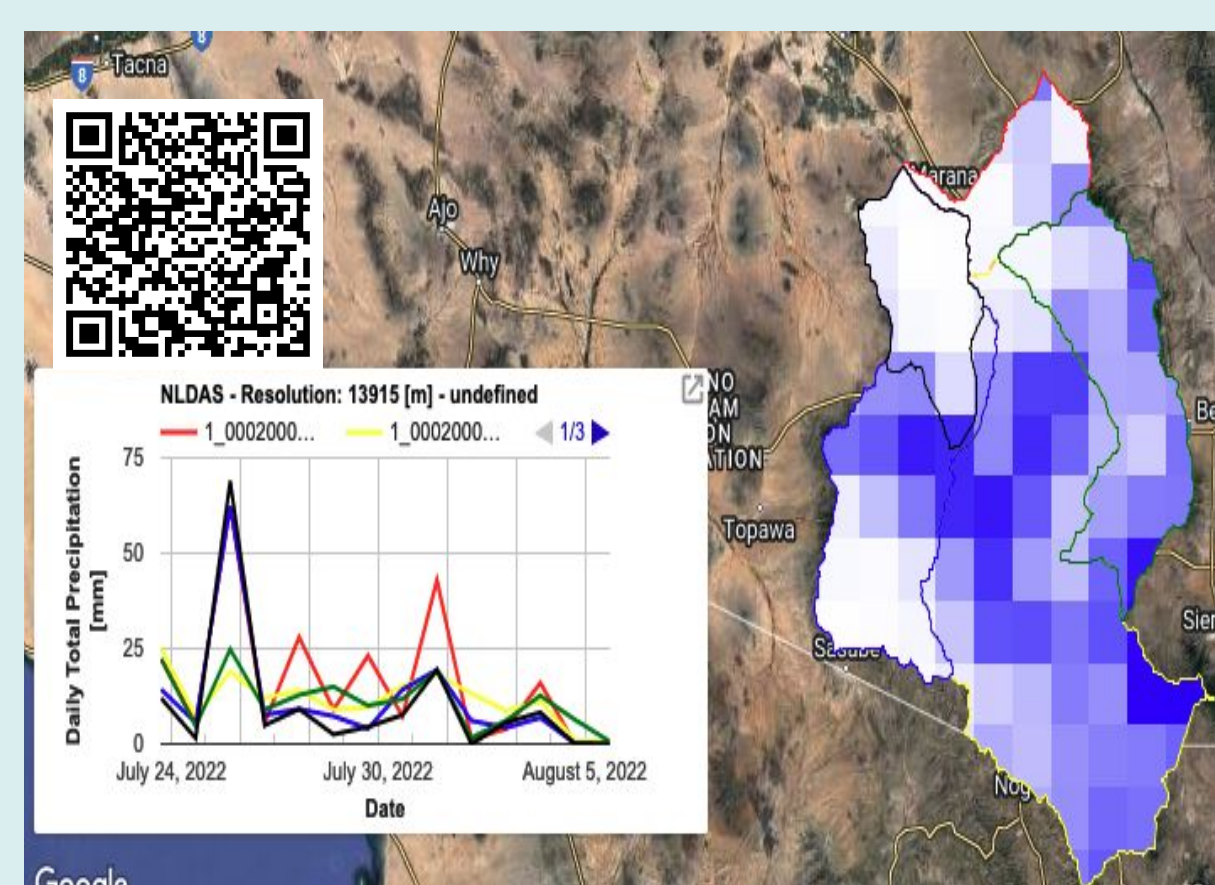 8
8
Tacna
Marana
Ajo
Why
NLDAS - Resolution: 13915 [m] - undefined
1_0002000... 1_0002000... 1/3
75
50
25
0
Daily Total Precipitation
[mm]
July 24, 2022 July 30, 2022 August 5, 2022
Date
NO
AM
ON
ATION
Topawa
Be
Sier
Sasabe
Nog
Google